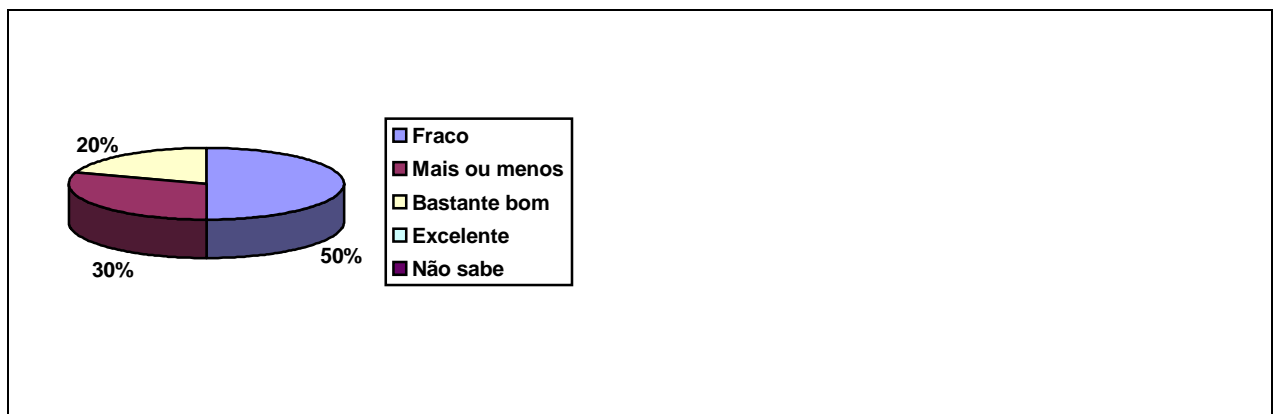 20%
30%
50%
Fraco
Mais ou menos
Bastante bom
Excelente
Não sabe